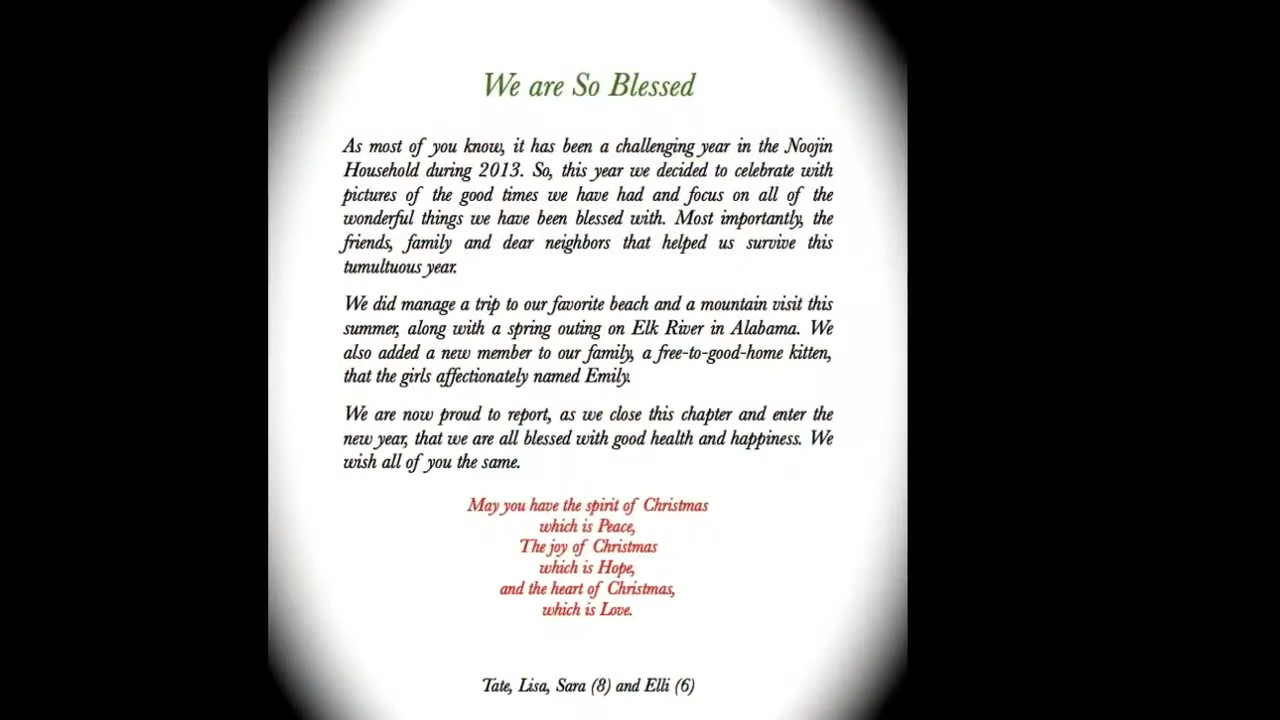 We are So Blessed
As most of you know, it has been a challenging year in the Noojin
Household during 2013. So, this year we decided to celebrate with
pictures of the good times we have had and focus on all of the
wonderful things we have been blessed with. Most importantly, the
friends, family and dear neighbors that helped us survive this
tumultuous year.
We did manage a trip to our favorite beach and a mountain visit this
summer, along with a spring outing on Elk River in Alabama. We
also added a new member to our family, a free-to-good-home kitten,
that the girls affectionately named Emily.
We are now proud to report, as we close this chapter and enter the
new year, that we are all blessed with good health and happiness. We
wish all of you the same.
May you have the spirit of Christmas
which is Peace,
The joy of Christmas
which is Hope,
and the heart of Christmas,
which is Love.
Tate, Lisa, Sara (8) and Elli (6)